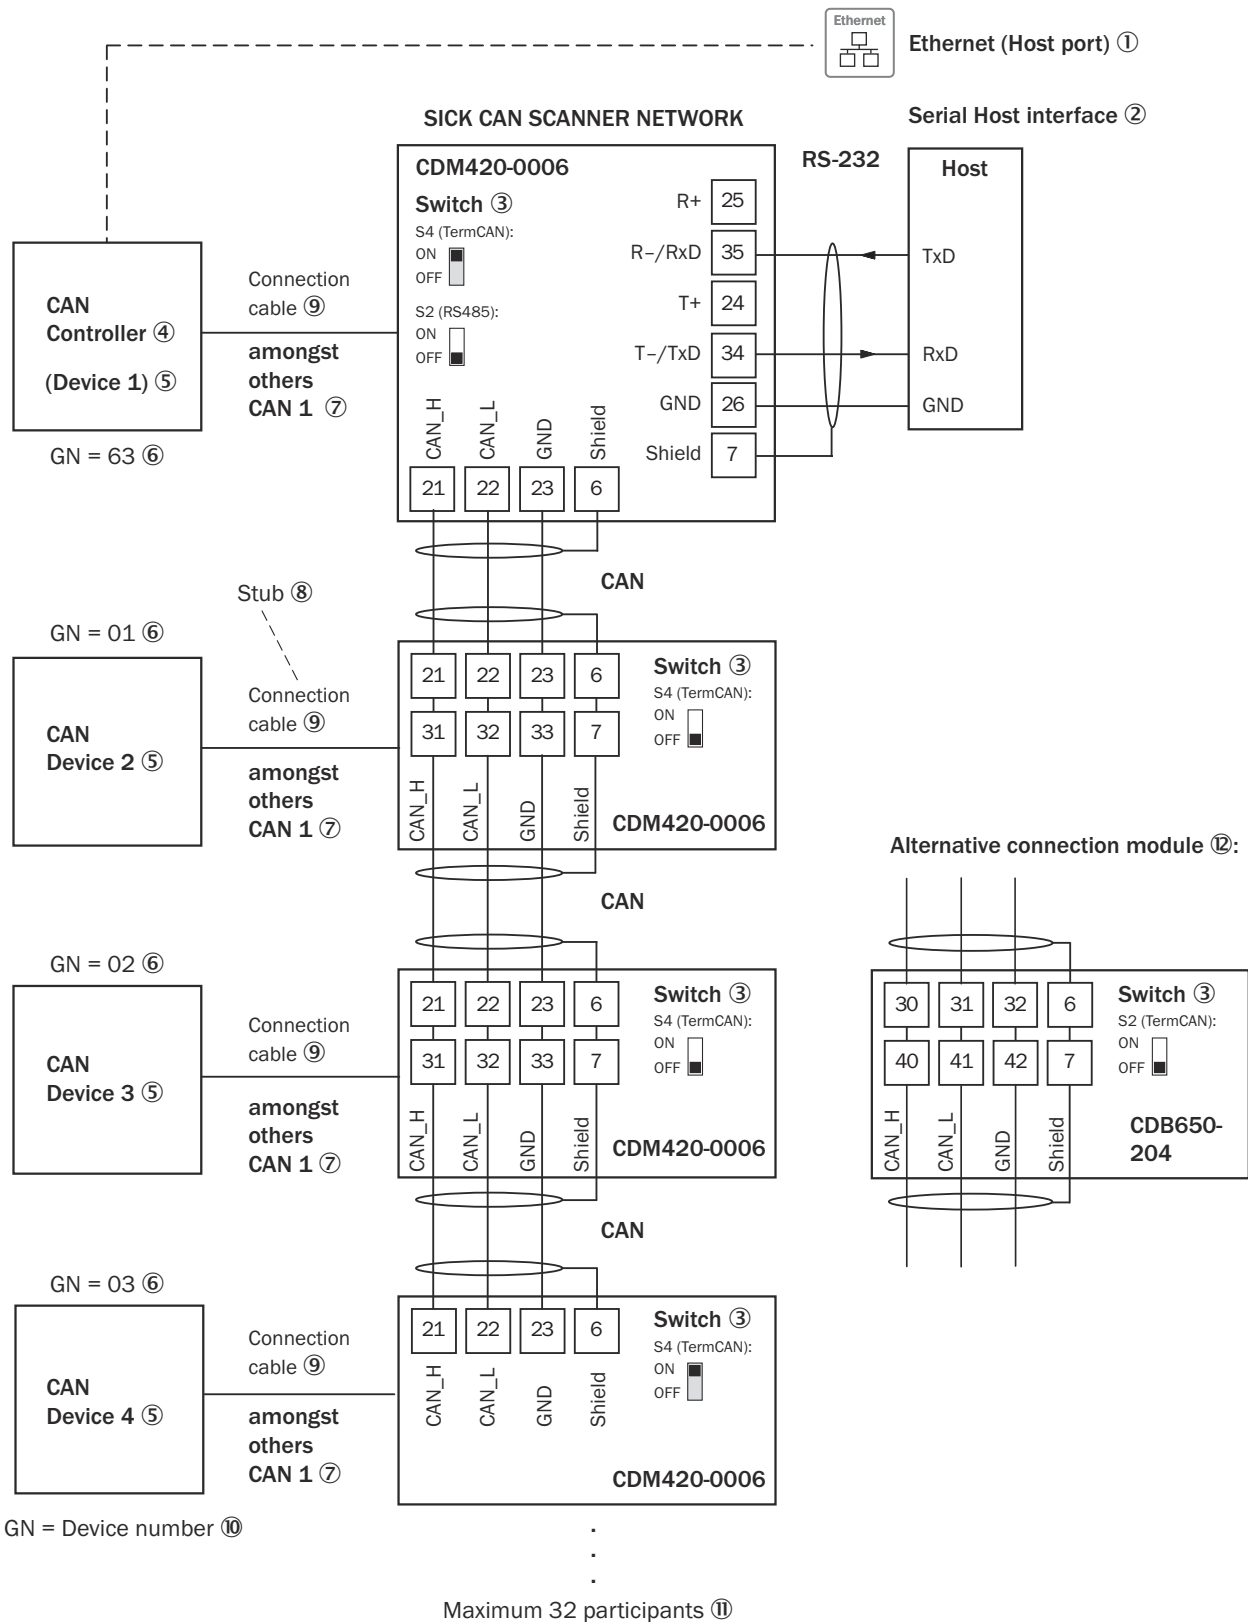 Ethernet
Ethernet (Host port) ①
SICK CAN SCANNER NETWORK
Serial Host interface ②
CDM420-0006
RS-232
Host
Switch ③
S4 (TermCAN):
ON
OFF
S2 (RS485):
ON
OFF
R+ 25
R–/RxD 35
TxD
T+ 24
T–/TxD 34
RxD
GND 26
GND
Shield 7
CAN_H
CAN_L
GND
Shield
21 22 23 6
CAN
Controller ④
(Device 1) ⑤
GN = 63 ⑥
Connection
cable ⑨
amongst
others
CAN 1 ⑦
CAN
Stub ⑧
GN = 01 ⑥
CAN
Device 2 ⑤
Connection
cable ⑨
amongst
others
CAN 1 ⑦
21 22 23 6
31 32 33 7
CAN_H
CAN_L
GND
Shield
Switch ③
S4 (TermCAN):
ON
OFF
CDM420-0006
CAN
GN = 02 ⑥
CAN
Device 3 ⑤
Connection
cable ⑨
amongst
others
CAN 1 ⑦
21 22 23 6
31 32 33 7
CAN_H
CAN_L
GND
Shield
Switch ③
S4 (TermCAN):
ON
OFF
CDM420-0006
CAN
Alternative connection module ⑫:
30 31 32 6
40 41 42 7
CAN_H
CAN_L
GND
Shield
Switch ③
S2 (TermCAN):
ON
OFF
CDB650-
204
GN = 03 ⑥
CAN
Device 4 ⑤
Connection
cable ⑨
amongst
others
CAN 1 ⑦
21 22 23 6
CAN_H
CAN_L
GND
Shield
Switch ③
S4 (TermCAN):
ON
OFF
CDM420-0006
GN = Device number ⑩
.
.
.
Maximum 32 participants ⑪